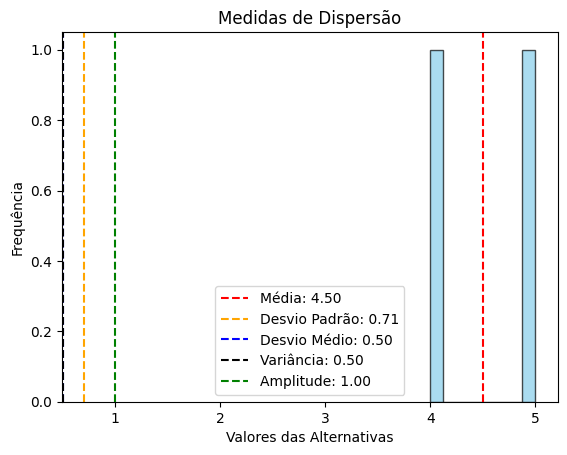 Medidas de Dispersão
Frequência
1.0
0.8
0.6
0.4
0.2
0.0
Média: 4.50
Desvio Padrão: 0.71
Desvio Médio: 0.50
Variância: 0.50
Amplitude: 1.00
1 2 3 4 5
Valores das Alternativas